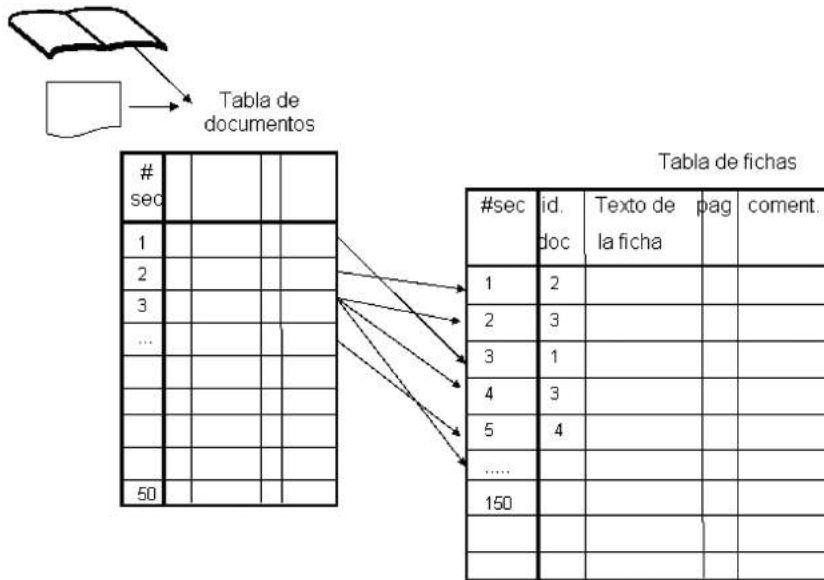 Tabla de
documentos
#
sec
1
2
3
...
50
Tabla de fichas
#sec id. Texto de pag coment.
doc la ficha
1 2
2 3
3 1
4 3
5 4
.....
150